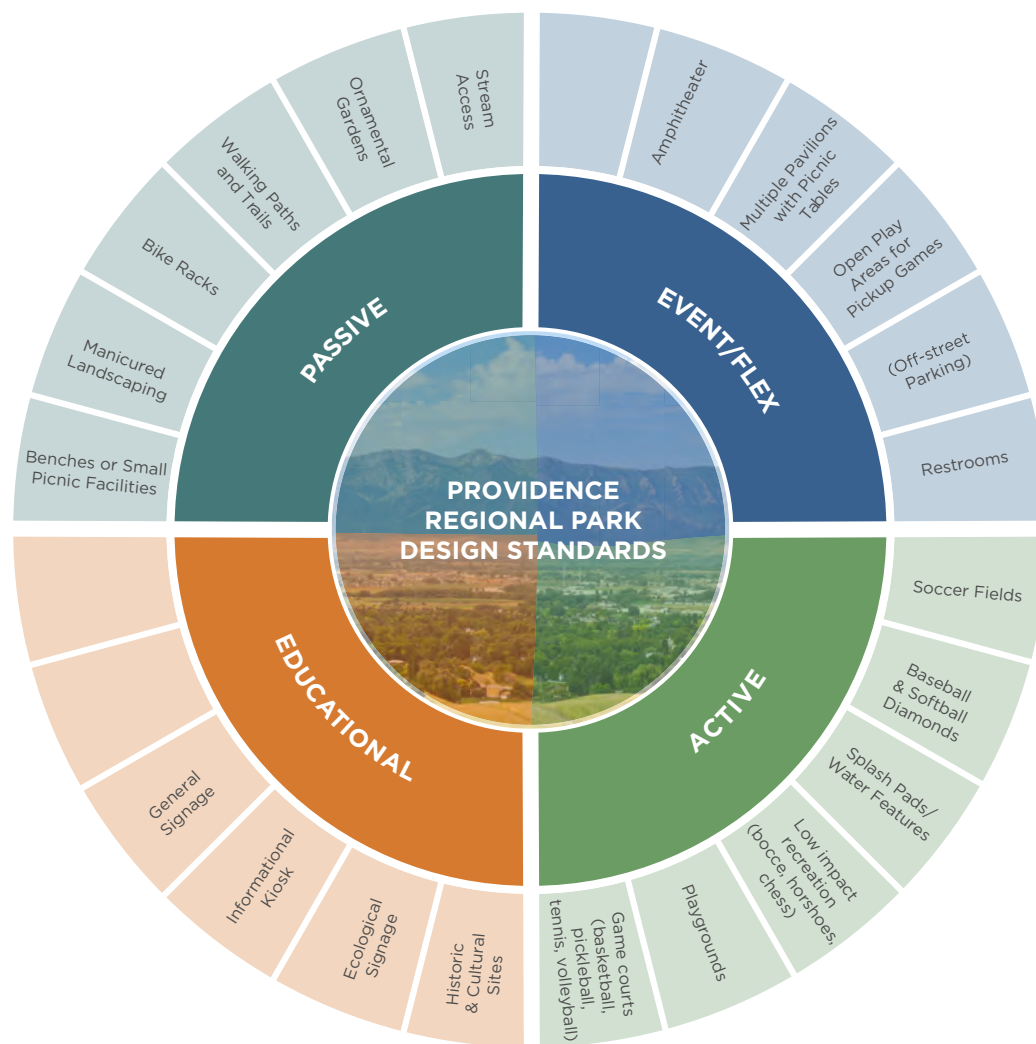 PROVIDENCE
REGIONAL PARK
DESIGN STANDARDS
PASSIVE
Benches or Small
Picnic Facilities
Manicured
Landscaping
Bike Racks
Walking Paths
and Trails
Ornamental
Gardens
Stream
Access
EVENT/FLEX
Amphitheater
Multiple Pavilions
with Picnic
Tables
Open Play
Areas for
Pickup Games
(Off-street
Parking)
Restrooms
ACTIVE
Soccer Fields
Baseball
& Softball
Diamonds
Splash Pads/
Water Features
Low impact
recreation
(bocce, horshoes,
chess)
Playgrounds
Game courts
(basketball,
pickleball,
tennis, volleyball)
EDUCATIONAL
General
Signage
Informational
Kiosk
Ecological
Signage
Historic
& Cultural
Sites